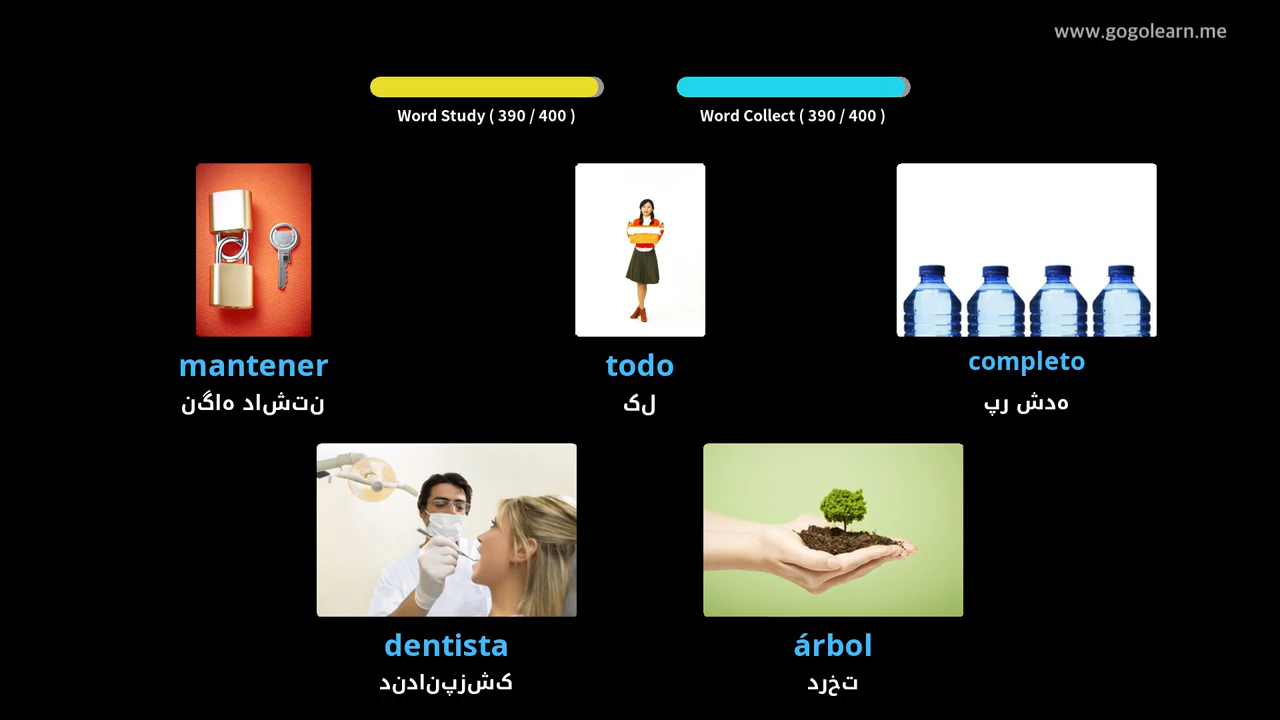 www.gogolearn.me
Word Study ( 390 / 400 )
Word Collect ( 390 / 400 )
mantener
نتشاد هاگن
todo
لک
completo
هدش رپ
dentista
کشزپنادند
árbol
تخرد